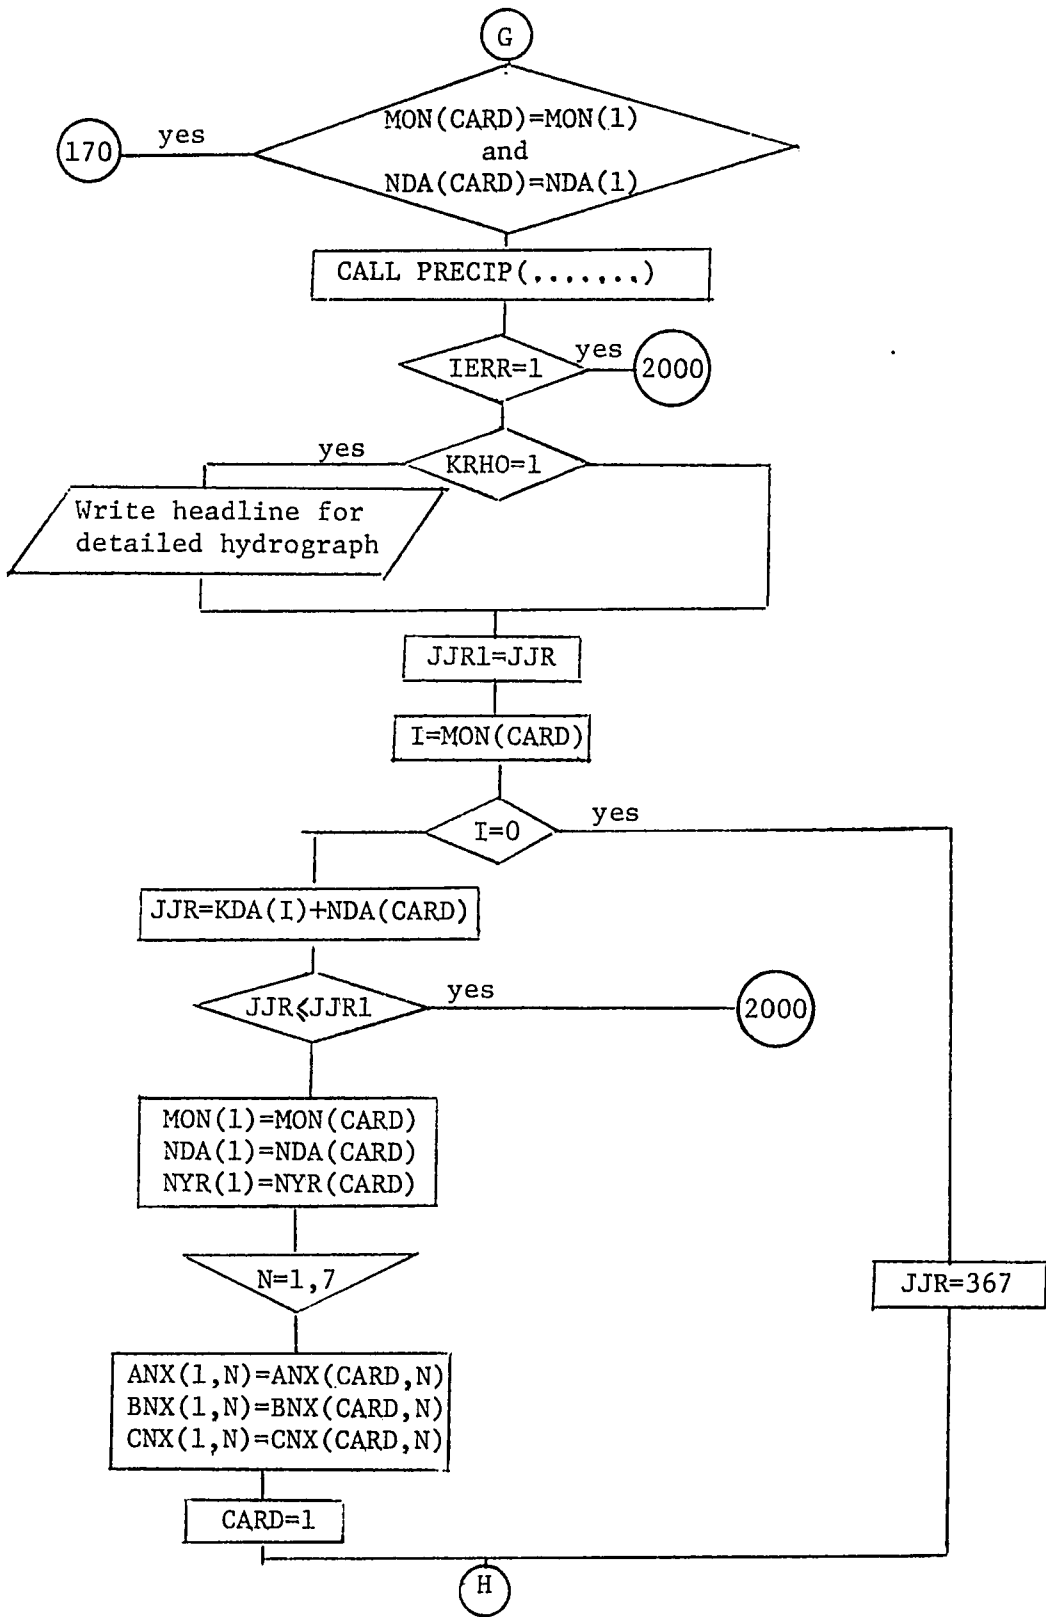 G
MON(CARD)=MON(1)
and
NDA(CARD)=NDA(1)
yes
170
CALL PRECIP(.......)
IERR=1
yes
2000
yes
KRHO=1
Write headline for
detailed hydrograph
JJR1=JJR
I=MON(CARD)
I=0
yes
JJR=KDA(I)+NDA(CARD)
JJR≤JJR1
yes
2000
MON(1)=MON(CARD)
NDA(1)=NDA(CARD)
NYR(1)=NYR(CARD)
N=1,7
JJR=367
ANX(1,N)=ANX(CARD,N)
BNX(1,N)=BNX(CARD,N)
CNX(1,N)=CNX(CARD,N)
CARD=1
H